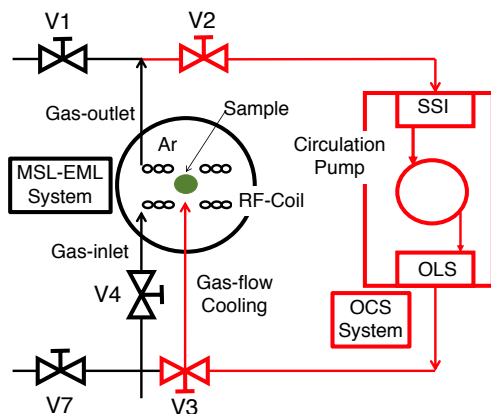 V1
V2
Gas-outlet
Sample
Ar
SSI
Circulation
Pump
MSL-EML
System
RF-Coil
Gas-inlet
V4
Gas-flow
Cooling
OLS
OCS
System
V7
V3